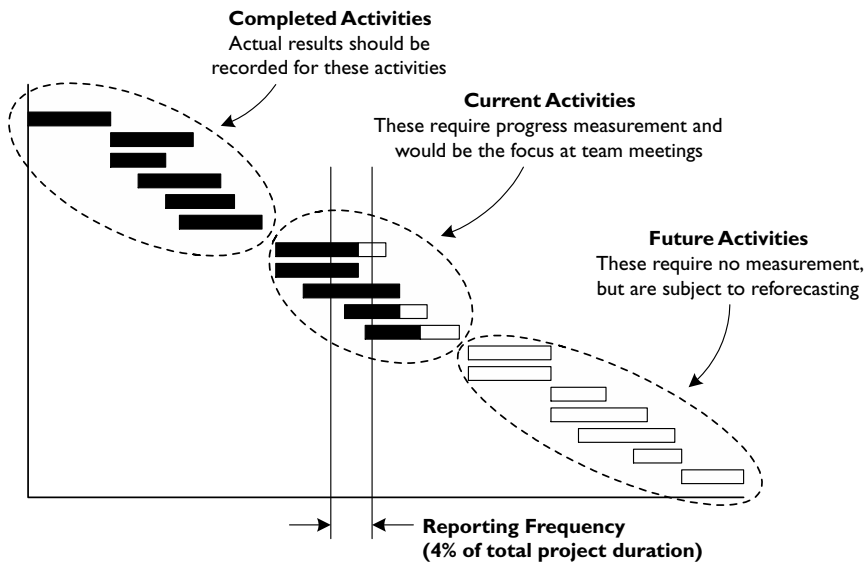 Completed Activities
Actual results should be
recorded for these activities
Current Activities
These require progress measurement and
would be the focus at team meetings
Future Activities
These require no measurement,
but are subject to reforecasting
Reporting Frequency
(4% of total project duration)